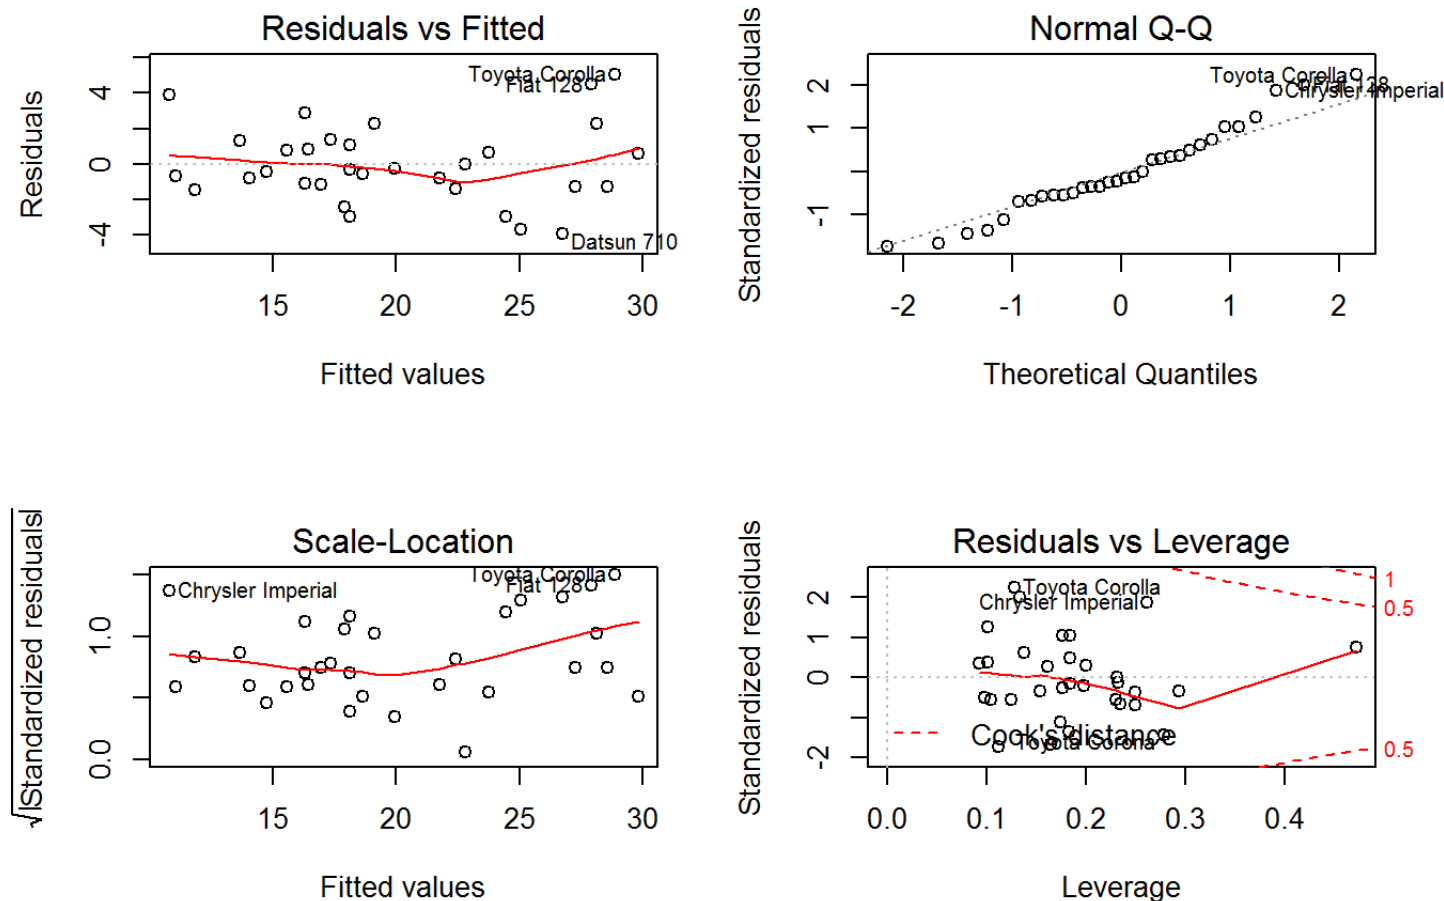 Residuals vs Fitted
Residuals
4
0
-4
Toyota Corolla
Fiat 128
Datsun 710
15 20 25 30
Fitted values
Normal Q-Q
Standardized residuals
2
1
-1
Toyota Corolla
Fiat 128
Chrysler Imperial
-2 -1 0 1 2
Theoretical Quantiles
Scale-Location
√|Standardized residuals|
1.0
0.0
Chrysler Imperial
Toyota Corolla
Fiat 128
15 20 25 30
Fitted values
Residuals vs Leverage
Standardized residuals
2
1
0
-2
Toyota Corolla
Chrysler Imperial
Toyota Corona
Cook's distance
1
0.5
0.5
0.0 0.1 0.2 0.3 0.4
Leverage